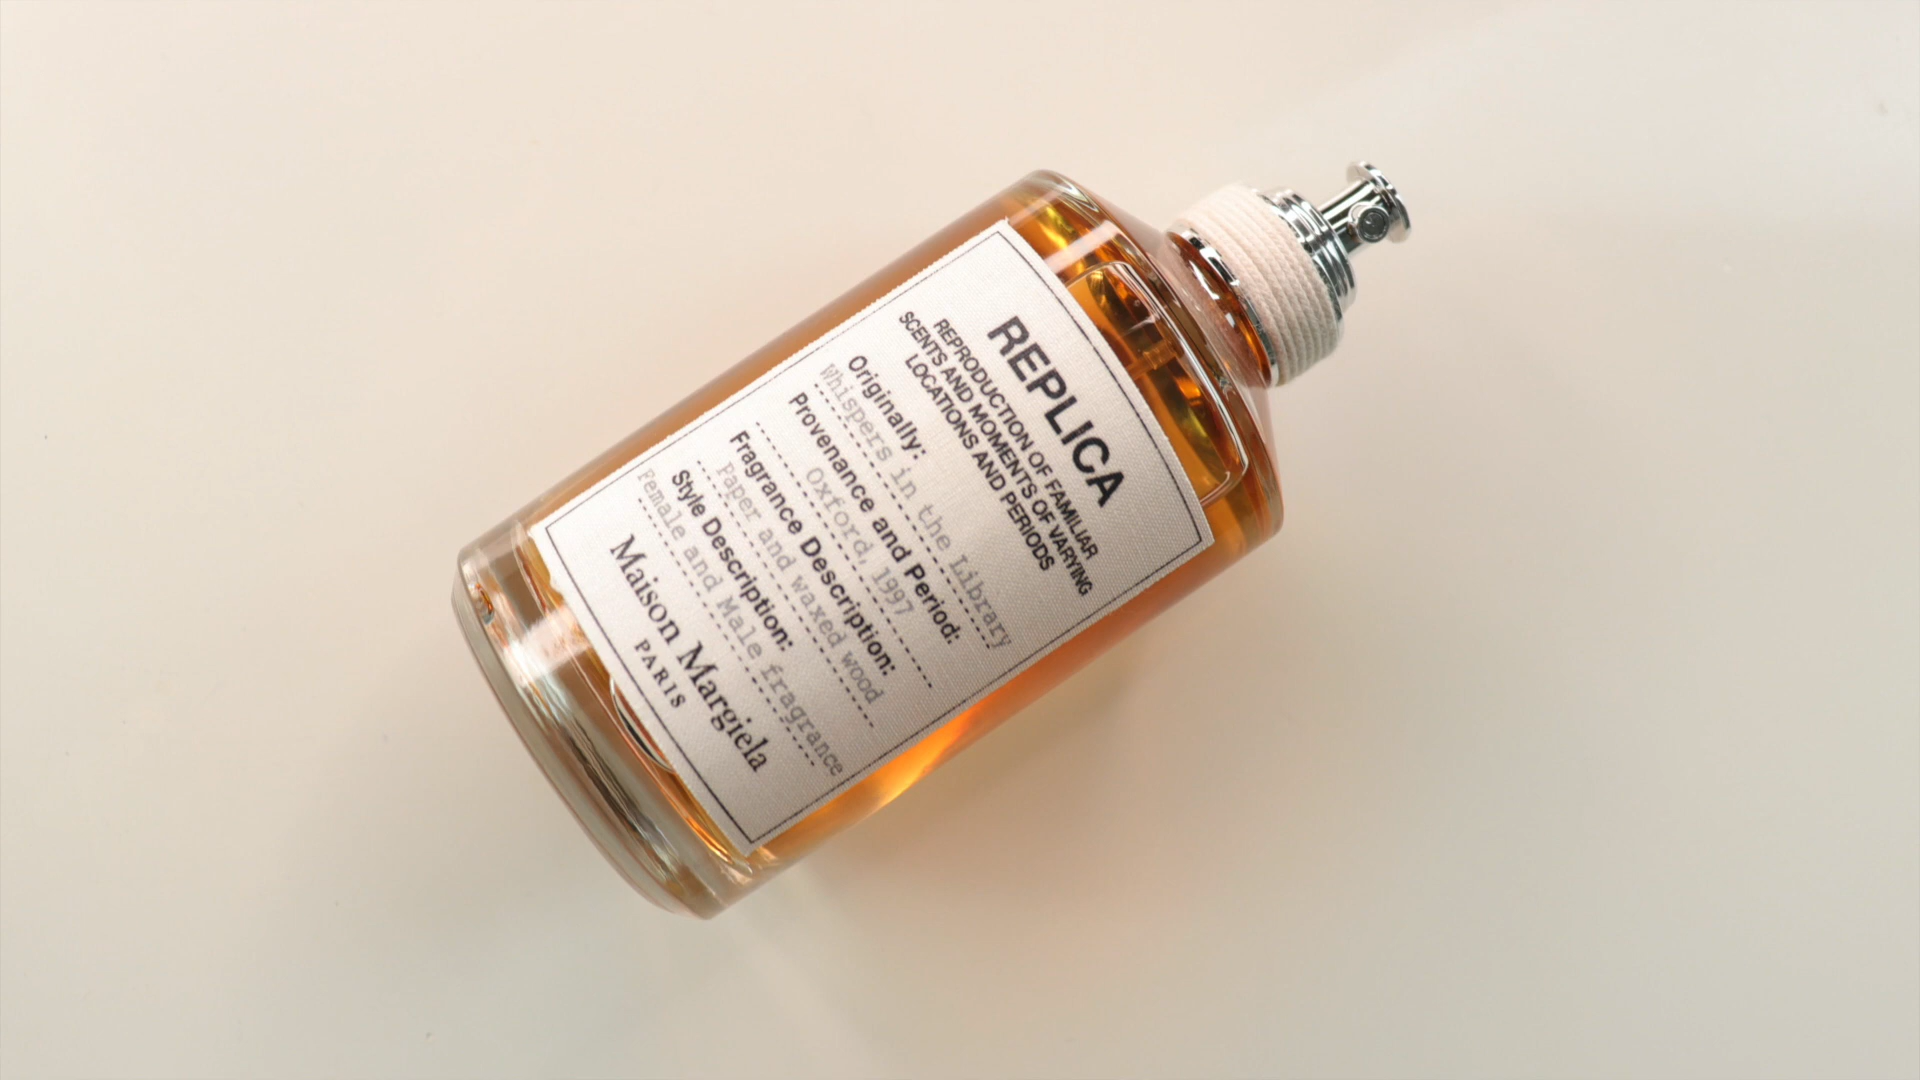 REPLICA
REPRODUCTION OF FAMILIAR
SCENTS AND MOMENTS OF VARYING
LOCATIONS AND PERIODS
Originally:
Whispers in the Library
Provenance and Period:
Oxford, 1997
Fragrance Description:
Paper and waxed wood
Style Description:
Female and Male fragrance
Maison Margiela
PARIS